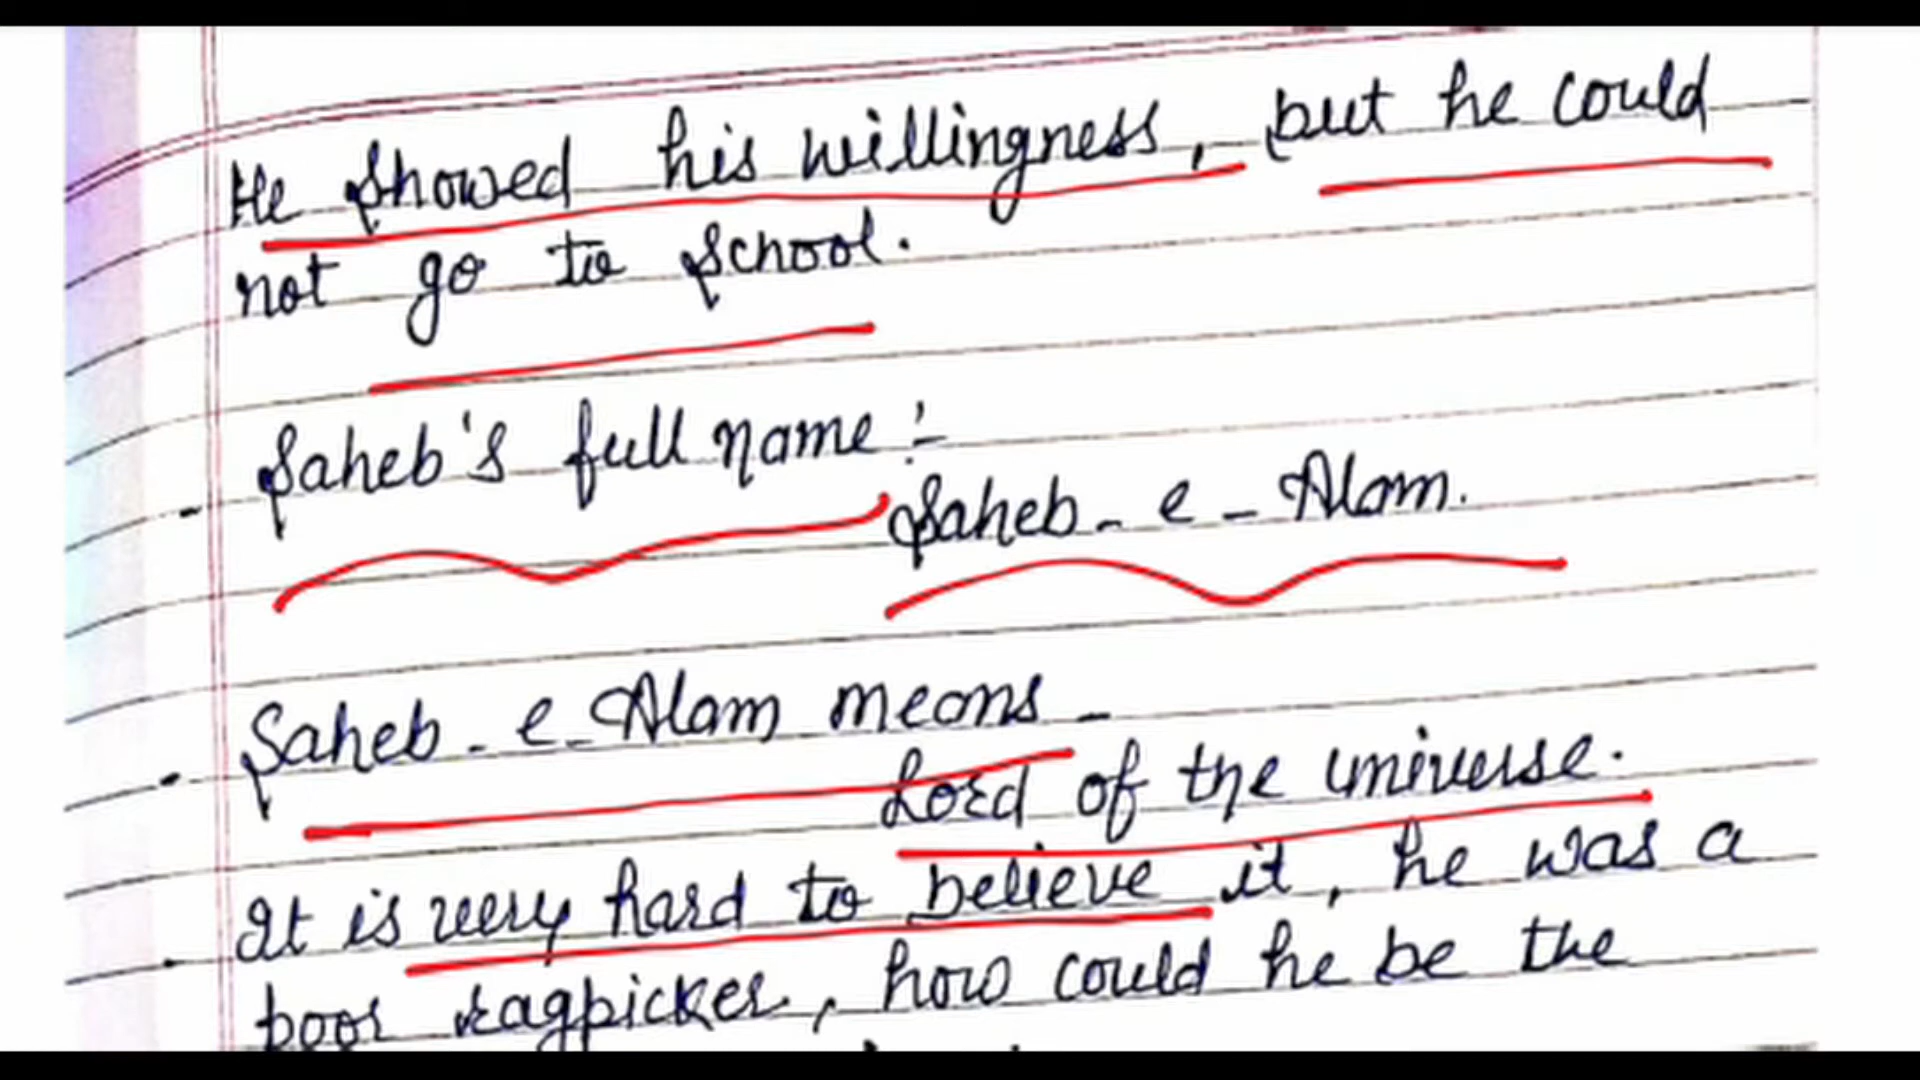 He showed his willingness, but he could
not go to school.
- Saheb's full name :-
Saheb - e - Alam.
- Saheb - e - Alam means -
Lord of the universe.
- It is very hard to believe it, he was a
poor ragpicker, how could he be the